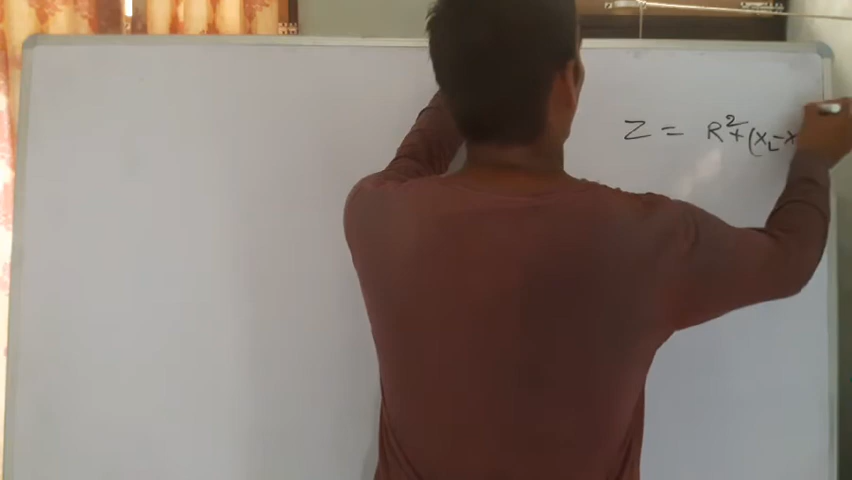 Z = R² + (X_L - X